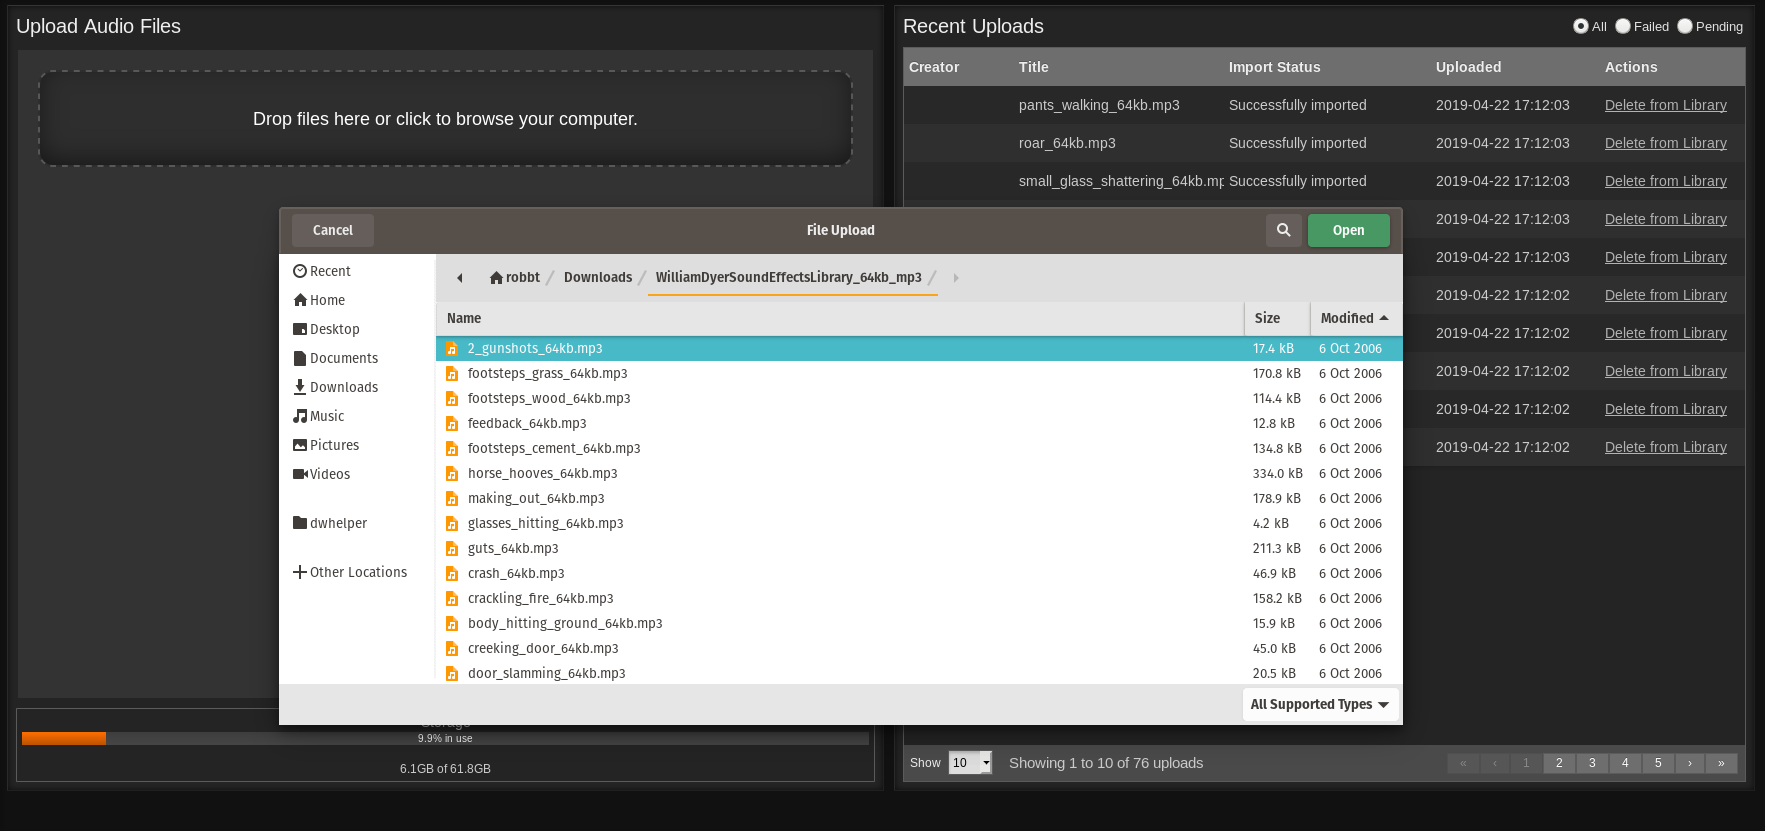 Upload Audio Files
Drop files here or click to browse your computer.
Recent Uploads
All Failed Pending
Creator Title Import Status Uploaded Actions
pants_walking_64kb.mp3 Successfully imported 2019-04-22 17:12:03 Delete from Library
roar_64kb.mp3 Successfully imported 2019-04-22 17:12:03 Delete from Library
small_glass_shattering_64kb.mp Successfully imported 2019-04-22 17:12:03 Delete from Library
2019-04-22 17:12:03 Delete from Library
2019-04-22 17:12:03 Delete from Library
2019-04-22 17:12:02 Delete from Library
2019-04-22 17:12:02 Delete from Library
2019-04-22 17:12:02 Delete from Library
2019-04-22 17:12:02 Delete from Library
2019-04-22 17:12:02 Delete from Library
Cancel File Upload Open
Recent
Home
Desktop
Documents
Downloads
Music
Pictures
Videos
dwhelper
Other Locations
robbt / Downloads / WilliamDyerSoundEffectsLibrary_64kb_mp3 /
Name Size Modified
2_gunshots_64kb.mp3 17.4 kB 6 Oct 2006
footsteps_grass_64kb.mp3 170.8 kB 6 Oct 2006
footsteps_wood_64kb.mp3 114.4 kB 6 Oct 2006
feedback_64kb.mp3 12.8 kB 6 Oct 2006
footsteps_cement_64kb.mp3 134.8 kB 6 Oct 2006
horse_hooves_64kb.mp3 334.0 kB 6 Oct 2006
making_out_64kb.mp3 178.9 kB 6 Oct 2006
glasses_hitting_64kb.mp3 4.2 kB 6 Oct 2006
guts_64kb.mp3 211.3 kB 6 Oct 2006
crash_64kb.mp3 46.9 kB 6 Oct 2006
crackling_fire_64kb.mp3 158.2 kB 6 Oct 2006
body_hitting_ground_64kb.mp3 15.9 kB 6 Oct 2006
creeking_door_64kb.mp3 45.0 kB 6 Oct 2006
door_slamming_64kb.mp3 20.5 kB 6 Oct 2006
All Supported Types
Storage
9.9% in use
6.1GB of 61.8GB
Show 10 Showing 1 to 10 of 76 uploads « ‹ 1 2 3 4 5 › »